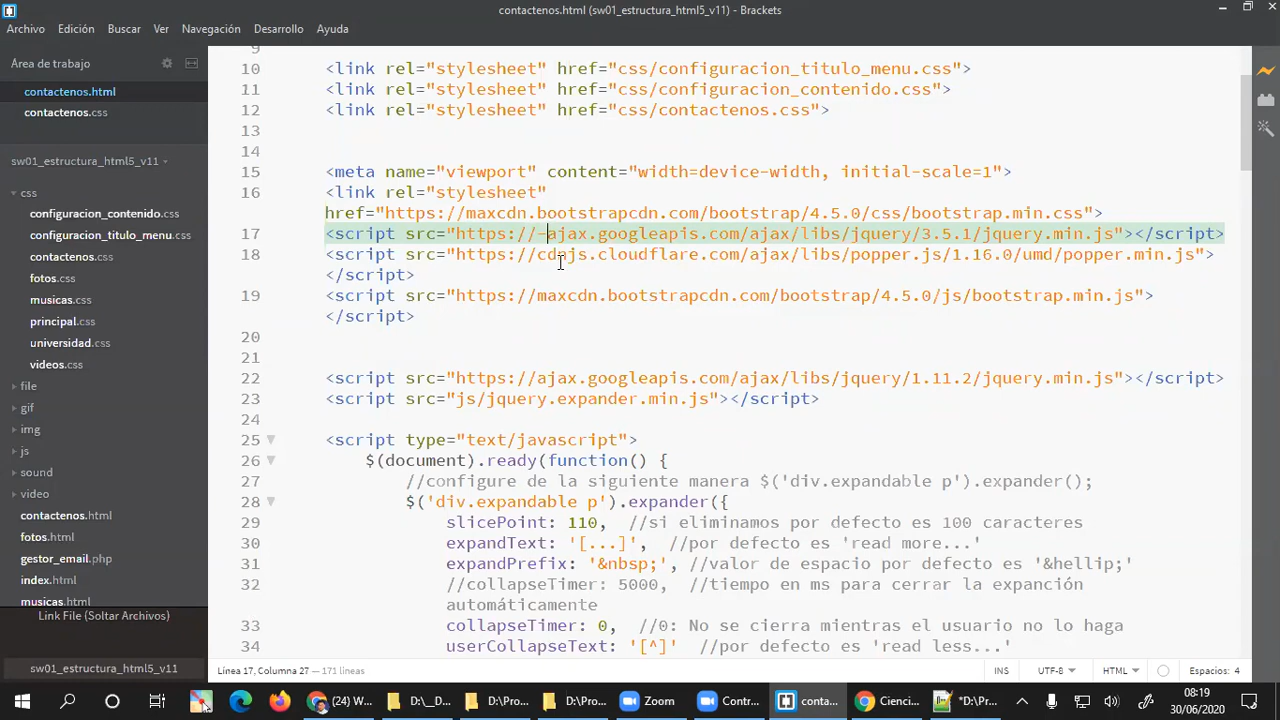 contactenos.html (sw01_estructura_html5_v11) - Brackets
Archivo Edición Buscar Ver Navegación Desarrollo Ayuda
Área de trabajo
contactenos.html
contactenos.css
sw01_estructura_html5_v11
css
configuracion_contenido.css
configuracion_titulo_menu.css
contactenos.css
fotos.css
musicas.css
principal.css
universidad.css
videos.css
file
gif
img
js
sound
video
contactenos.html
fotos.html
gestor_email.php
index.html
musicas.html
Link File (Soltar Archivos)
sw01_estructura_html5_v11
9
10 <link rel="stylesheet" href="css/configuracion_titulo_menu.css">
11 <link rel="stylesheet" href="css/configuracion_contenido.css">
12 <link rel="stylesheet" href="css/contactenos.css">
13
14
15 <meta name="viewport" content="width=device-width, initial-scale=1">
16 <link rel="stylesheet"
href="https://maxcdn.bootstrapcdn.com/bootstrap/4.5.0/css/bootstrap.min.css">
17 <script src="https://-ajax.googleapis.com/ajax/libs/jquery/3.5.1/jquery.min.js"></script>
18 <script src="https://cdnjs.cloudflare.com/ajax/libs/popper.js/1.16.0/umd/popper.min.js">
</script>
19 <script src="https://maxcdn.bootstrapcdn.com/bootstrap/4.5.0/js/bootstrap.min.js">
</script>
20
21
22 <script src="https://ajax.googleapis.com/ajax/libs/jquery/1.11.2/jquery.min.js"></script>
23 <script src="js/jquery.expander.min.js"></script>
24
25 <script type="text/javascript">
26 $(document).ready(function() {
27 //configure de la siguiente manera $('div.expandable p').expander();
28 $('div.expandable p').expander({
29 slicePoint: 110, //si eliminamos por defecto es 100 caracteres
30 expandText: '[...]', //por defecto es 'read more...'
31 expandPrefix: '&nbsp;', //valor de espacio por defecto es '&hellip;'
32 //collapseTimer: 5000, //tiempo en ms para cerrar la expanción
automáticamente
33 collapseTimer: 0, //0: No se cierra mientras el usuario no lo haga
34 userCollapseText: '[^]' //por defecto es 'read less...'
Línea 17, Columna 27 — 171 líneas
INS UTF-8 HTML Espacios: 4
(24) W... D:\__D... D:\Pro... D:\Pro... Zoom Contr... conta... Cienci... *D:\Pr...
08:19
30/06/2020